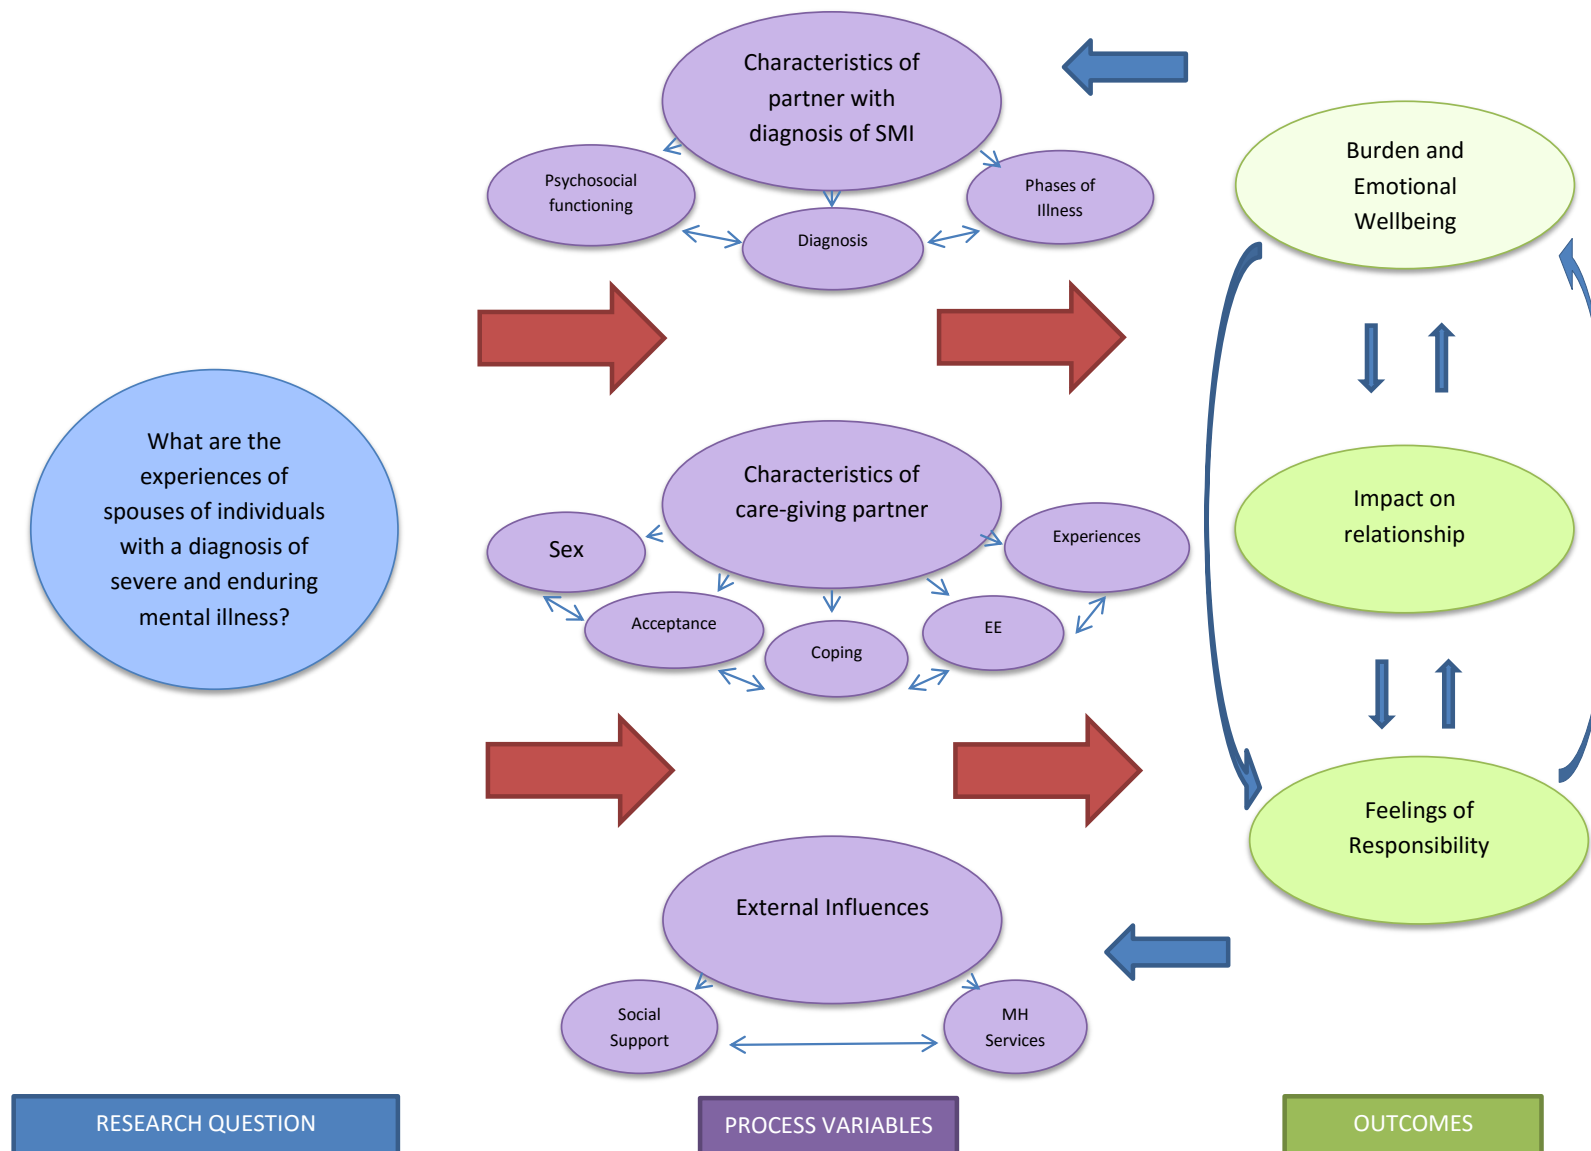 Characteristics of
partner with
diagnosis of SMI
Psychosocial
functioning
Diagnosis
Phases of
Illness
Burden and
Emotional
Wellbeing
What are the
experiences of
spouses of individuals
with a diagnosis of
severe and enduring
mental illness?
Characteristics of
care-giving partner
Sex
Acceptance
Coping
EE
Experiences
Impact on
relationship
Feelings of
Responsibility
External Influences
Social
Support
MH
Services
RESEARCH QUESTION
PROCESS VARIABLES
OUTCOMES